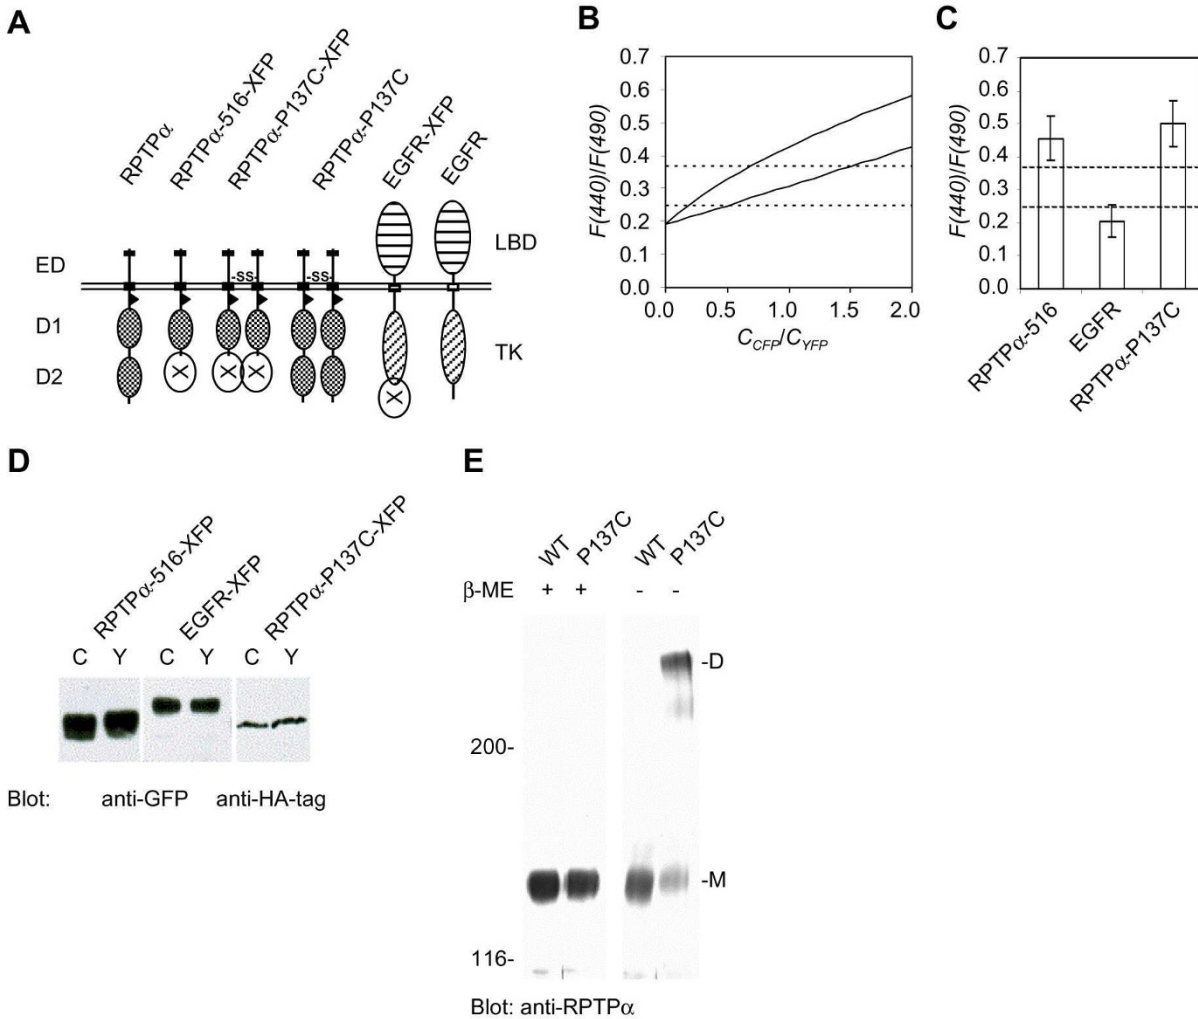 A
RPTPα
RPTPα-516-XFP
RPTPα-P137C-XFP
RPTPα-P137C
EGFR-XFP
EGFR
ED
D1
D2
-SS-
-SS-
X
X
X
X
LBD
TK
B
F(440)/F(490)
0.7
0.6
0.5
0.4
0.3
0.2
0.1
0.0
0.0 0.5 1.0 1.5 2.0
C_CFP/C_YFP
C
F(440)/F(490)
0.7
0.6
0.5
0.4
0.3
0.2
0.1
0.0
RPTPα-516
EGFR
RPTPα-P137C
D
RPTPα-516-XFP
EGFR-XFP
RPTPα-P137C-XFP
C Y C Y C Y
Blot: anti-GFP anti-HA-tag
E
WT P137C WT P137C
β-ME + + - -
-D
200-
-M
116-
Blot: anti-RPTPα